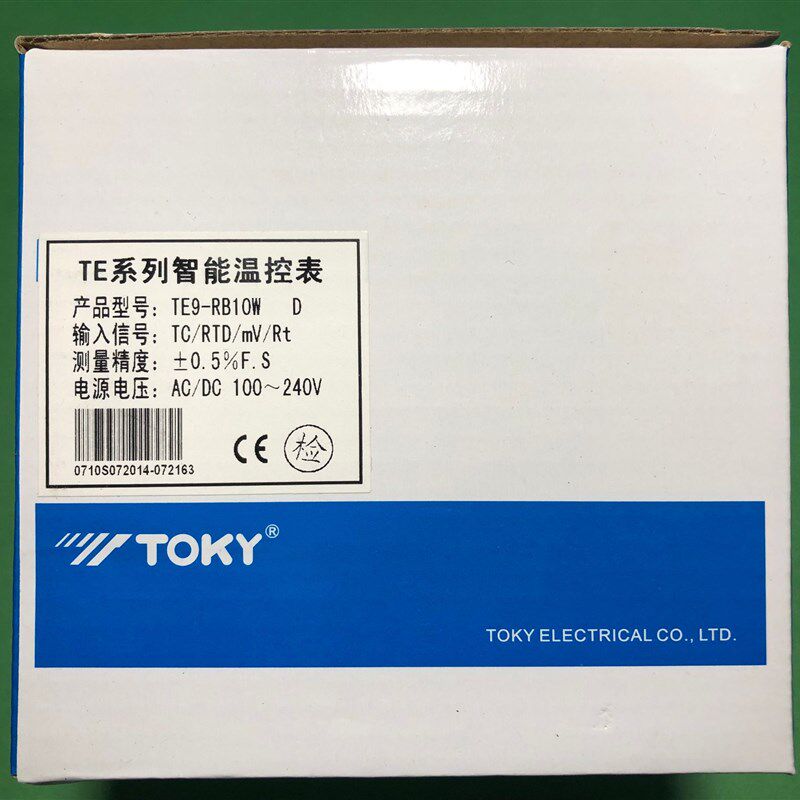 TE系列智能温控表
产品型号: TE9-RB10W D
输入信号: TC/RTD/mV/Rt
测量精度: ±0.5%F.S
电源电压: AC/DC 100~240V
0710S072014-072163
CE 检
TOKY®
TOKY ELECTRICAL CO., LTD.